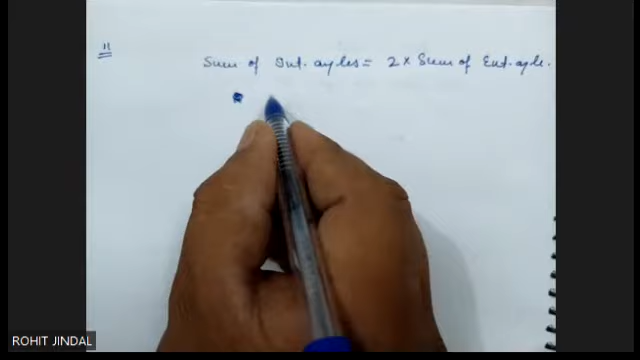 11
Sum of Int. angles = 2 × Sum of Ext. angle.
ROHIT JINDAL